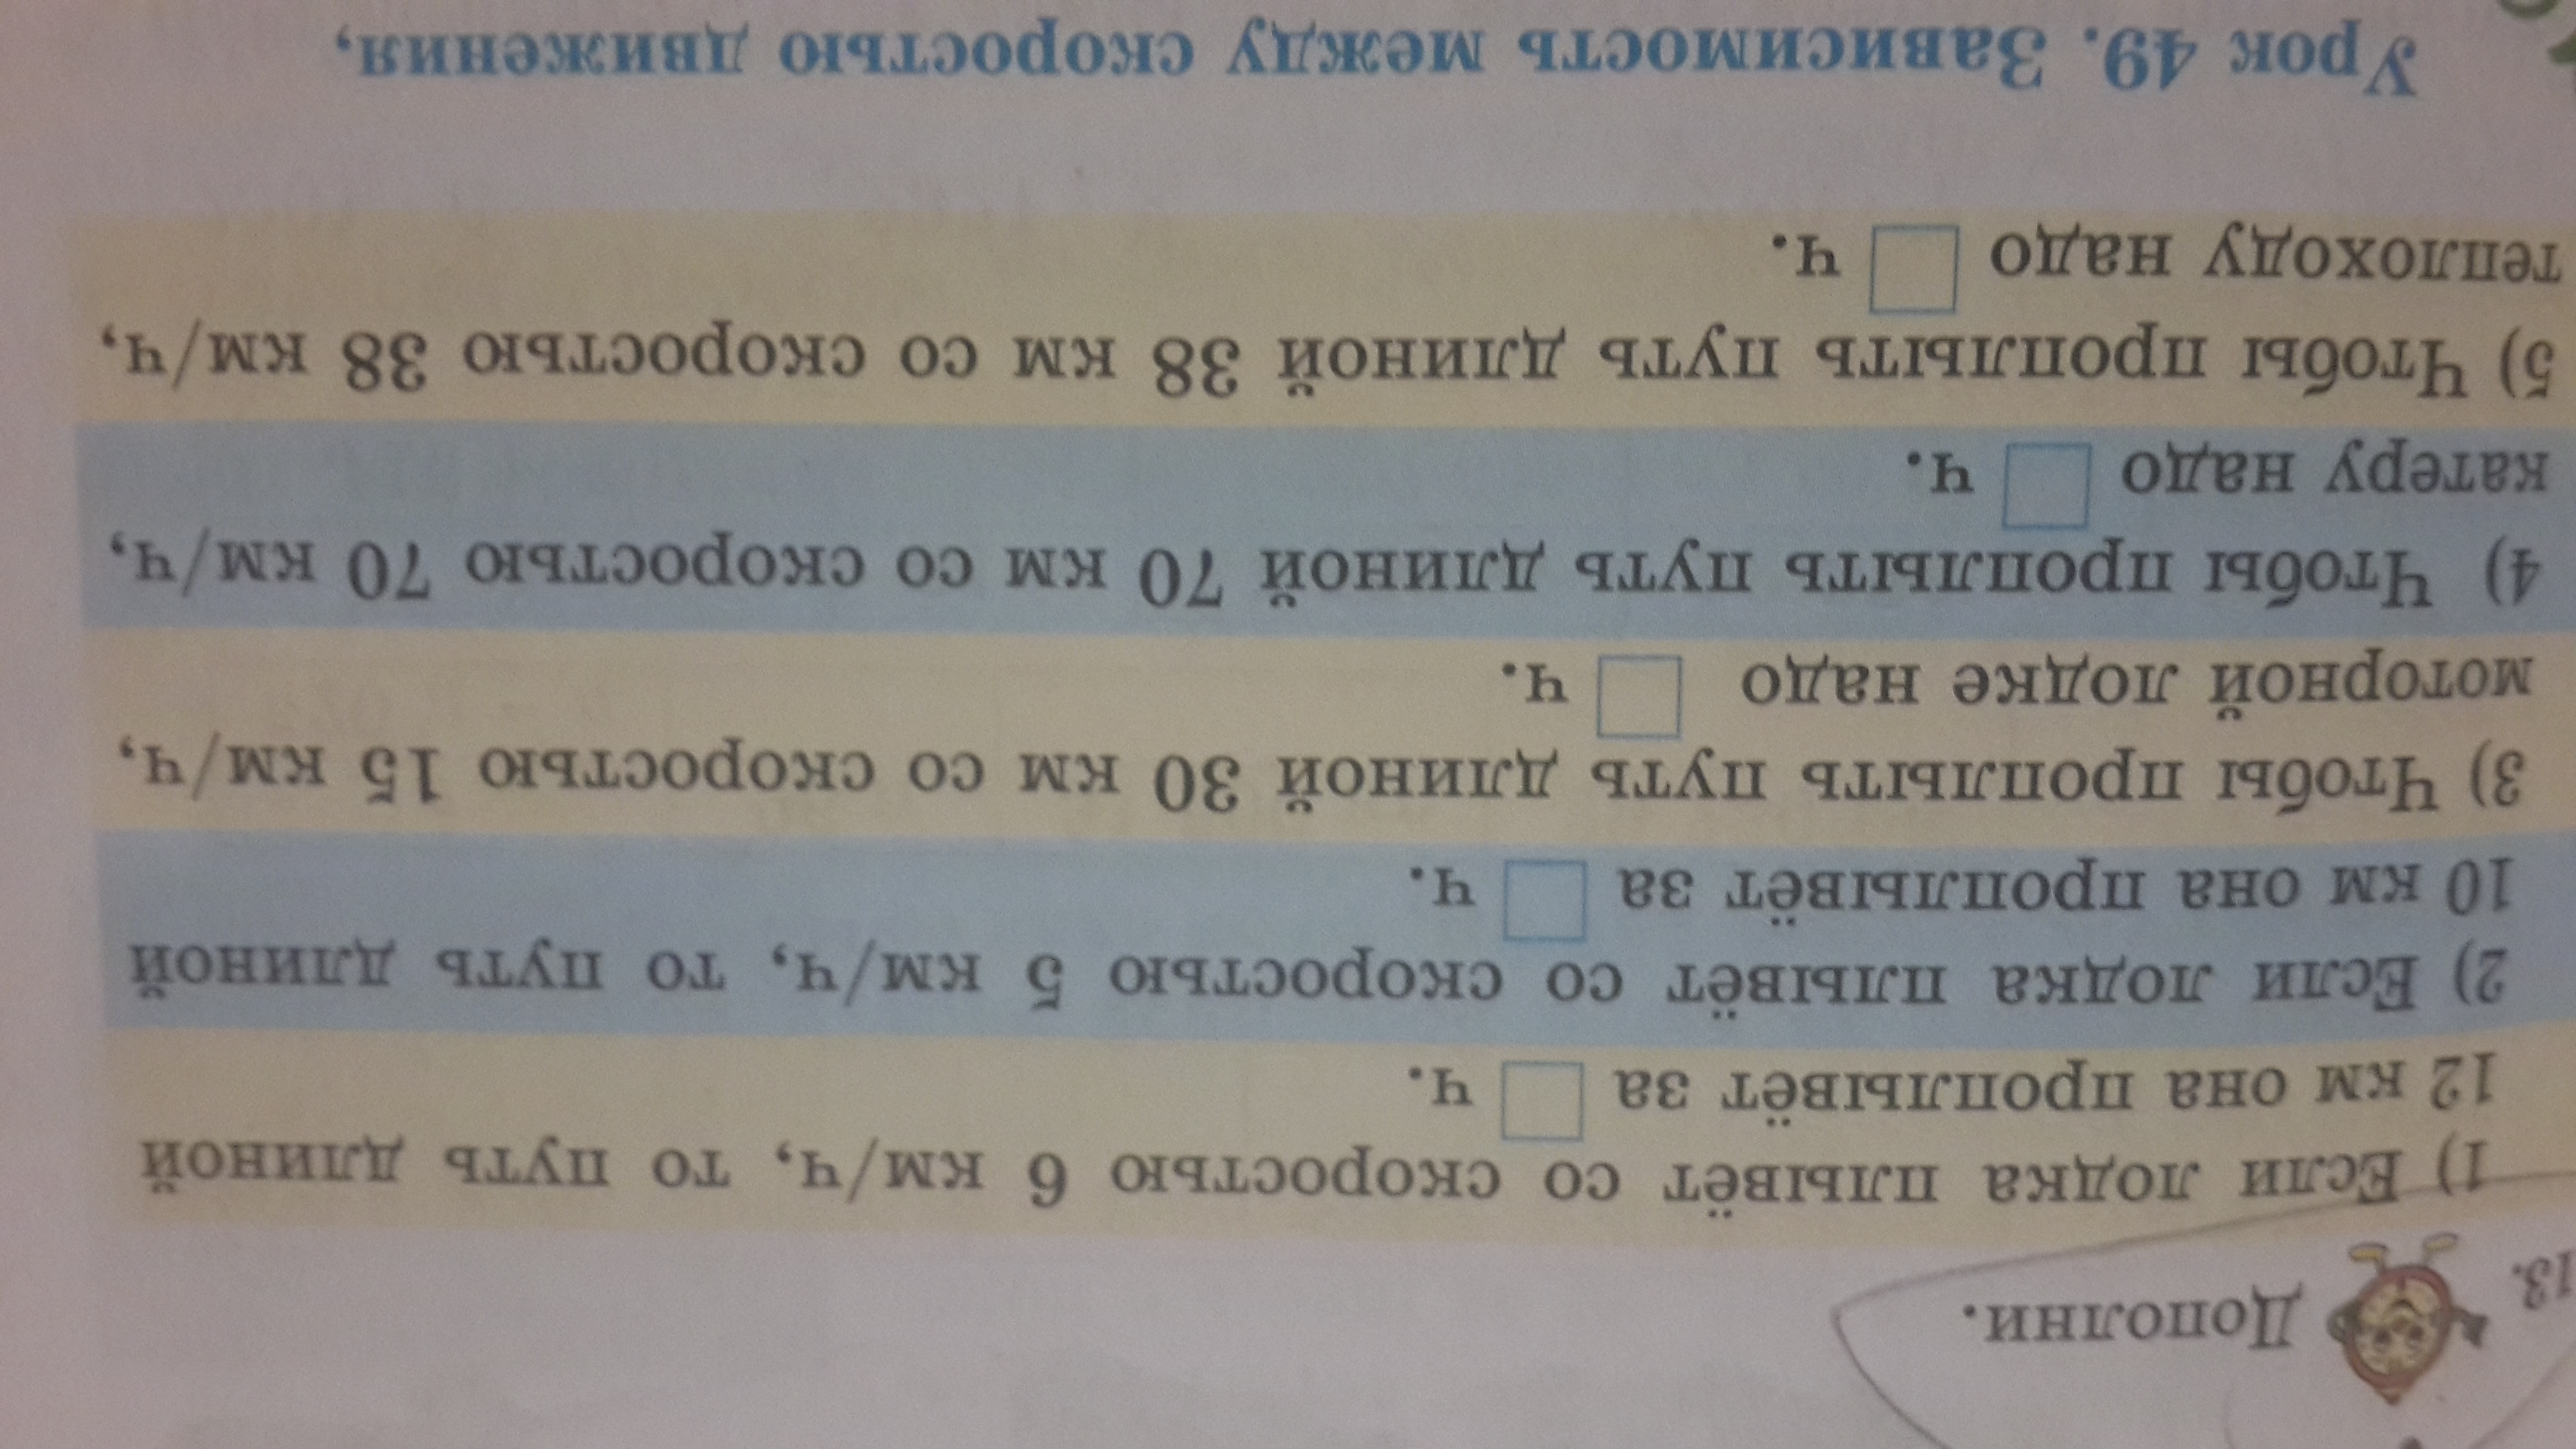 13. Дополни.
1) Если лодка плывёт со скоростью 6 км/ч, то путь длиной
12 км она проплывёт за ч.
2) Если лодка плывёт со скоростью 5 км/ч, то путь длиной
10 км она проплывёт за ч.
3) Чтобы проплыть путь длиной 30 км со скоростью 15 км/ч,
моторной лодке надо ч.
4) Чтобы проплыть путь длиной 70 км со скоростью 70 км/ч,
катеру надо ч.
5) Чтобы проплыть путь длиной 38 км со скоростью 38 км/ч,
теплоходу надо ч.
Урок 49. Зависимость между скоростью движения,